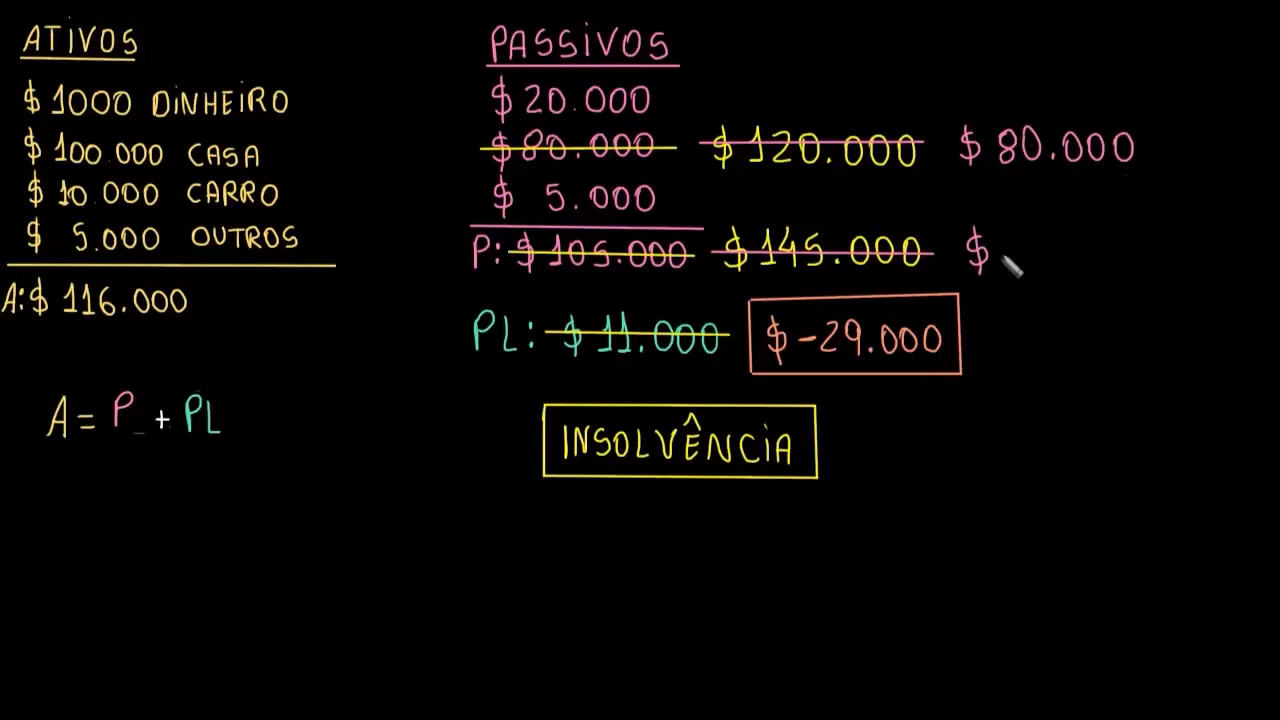 ATIVOS
$ 1000 DINHEIRO
$ 100.000 CASA
$ 10.000 CARRO
$ 5.000 OUTROS
A:$ 116.000
A = P + PL
PASSIVOS
$ 20.000
$ 80.000 $ 120.000 $ 80.000
$ 5.000
P: $ 105.000 $ 145.000 $
PL: $ 11.000 $ -29.000
INSOLVÊNCIA